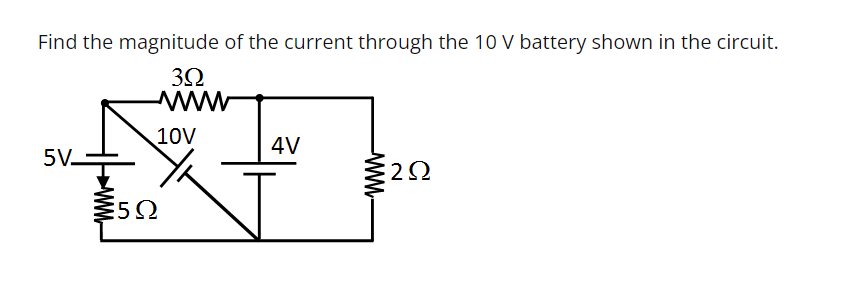 Find the magnitude of the current through the 10 V battery shown in the circuit.
3Ω
10V
4V
5V
2Ω
5Ω